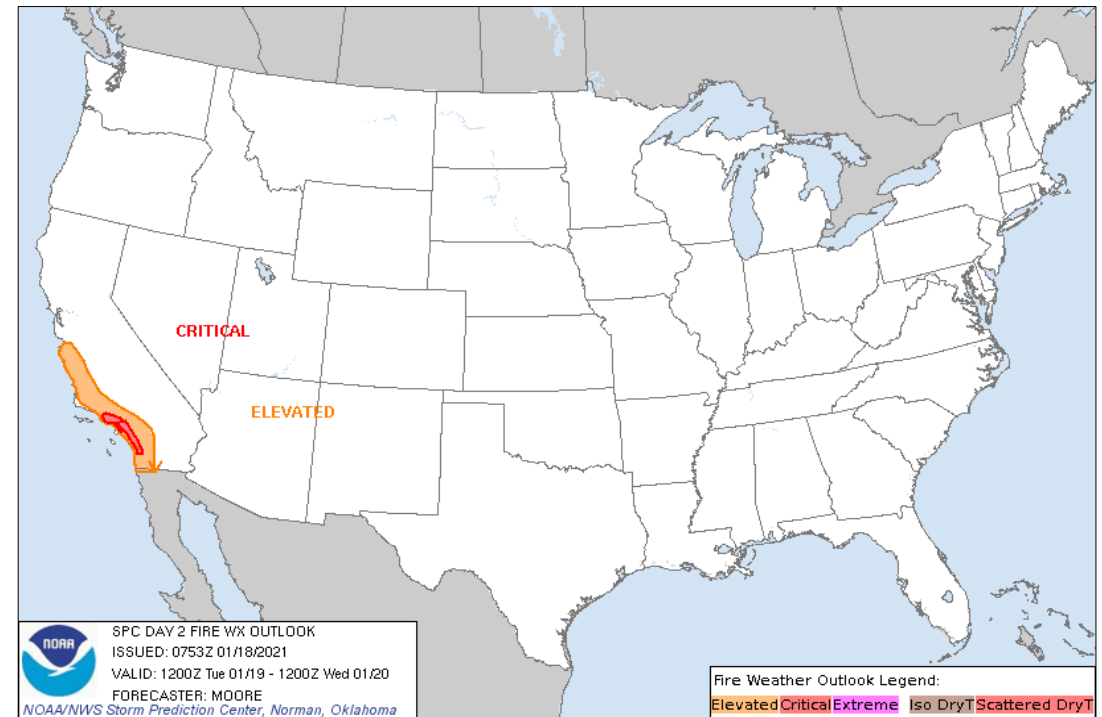 CRITICAL
ELEVATED
NOAA
SPC DAY 2 FIRE WX OUTLOOK
ISSUED: 0753Z 01/18/2021
VALID: 1200Z Tue 01/19 - 1200Z Wed 01/20
FORECASTER: MOORE
NOAA/NWS Storm Prediction Center, Norman, Oklahoma
Fire Weather Outlook Legend:
Elevated Critical Extreme Iso DryT Scattered DryT